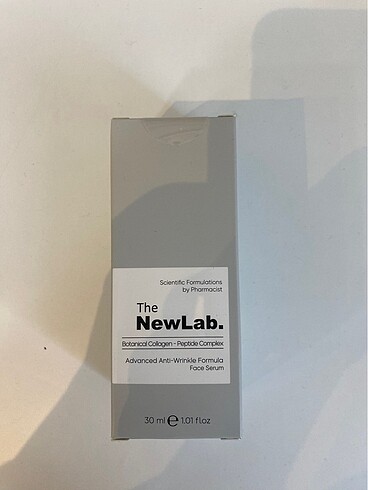 Scientific Formulations
by Pharmacist
The
NewLab.
Botanical Collagen - Peptide Complex
Advanced Anti-Wrinkle Formula
Face Serum
30 ml e 1.01 fl.oz